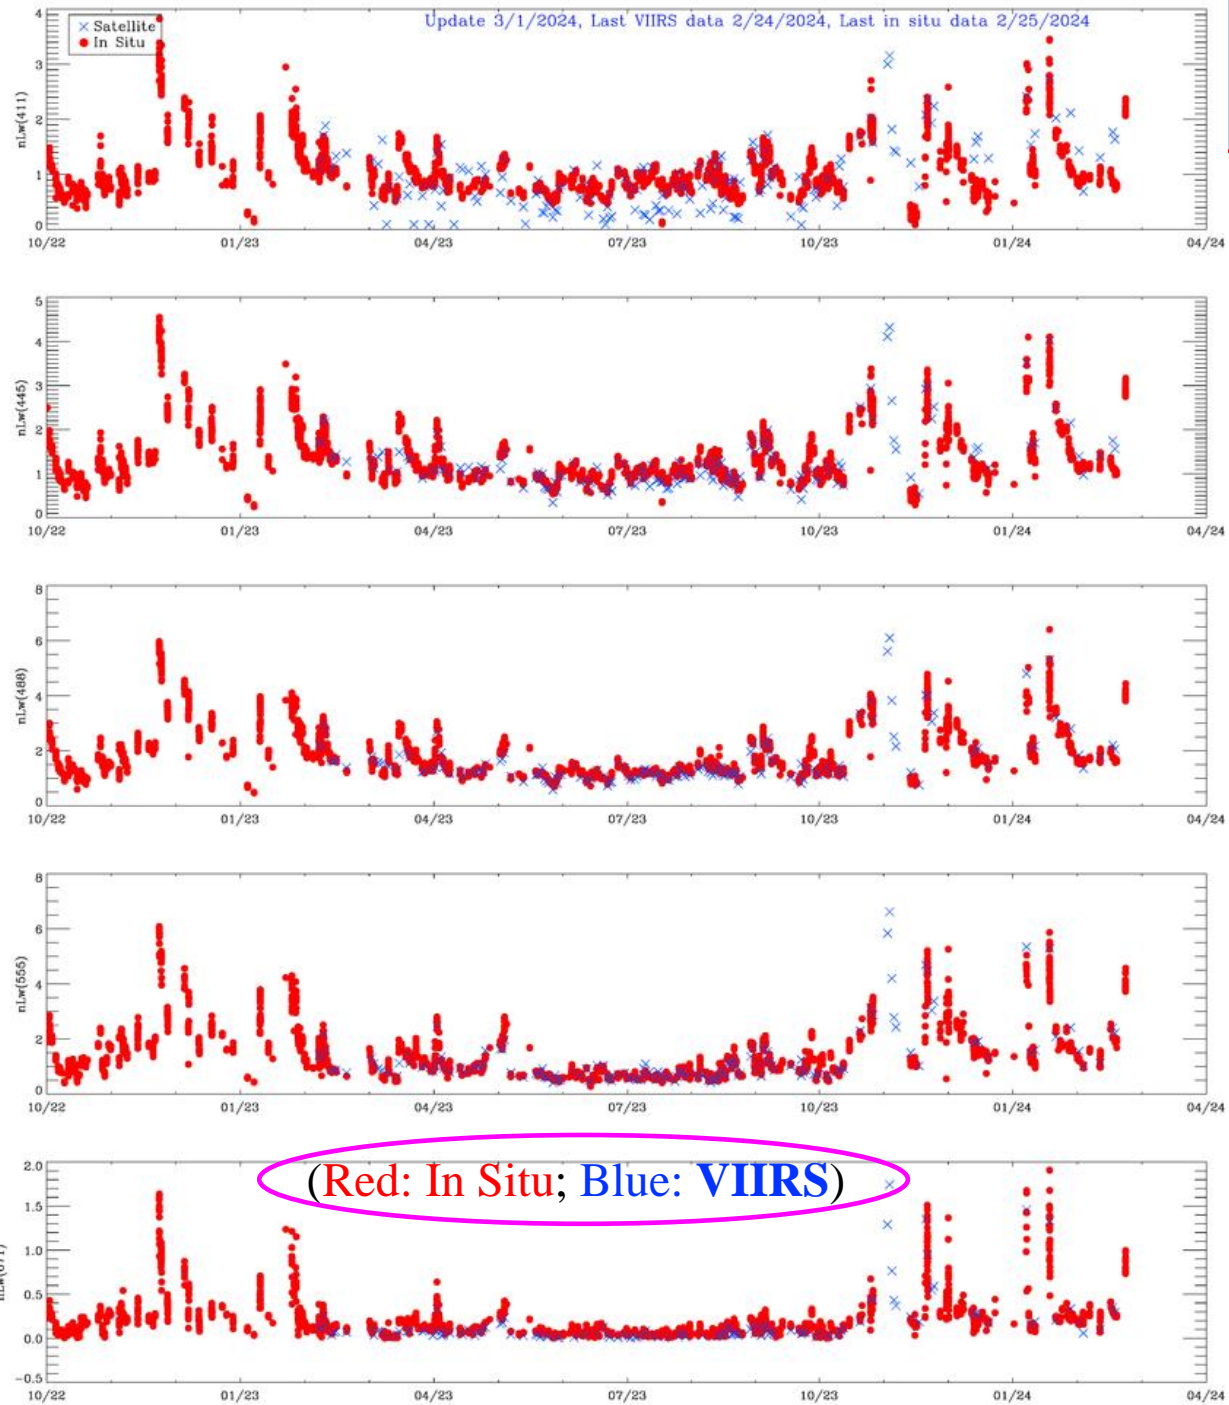 Update 3/1/2024, Last VIIRS data 2/24/2024, Last in situ data 2/25/2024
× Satellite
● In Situ
nLw(411)
4
3
2
1
0
10/22 01/23 04/23 07/23 10/23 01/24 04/24
nLw(445)
5
4
3
2
1
0
10/22 01/23 04/23 07/23 10/23 01/24 04/24
nLw(488)
8
6
4
2
0
10/22 01/23 04/23 07/23 10/23 01/24 04/24
nLw(555)
8
6
4
2
0
10/22 01/23 04/23 07/23 10/23 01/24 04/24
(Red: In Situ; Blue: VIIRS)
2.0
1.5
1.0
0.5
0.0
-0.5
10/22 01/23 04/23 07/23 10/23 01/24 04/24